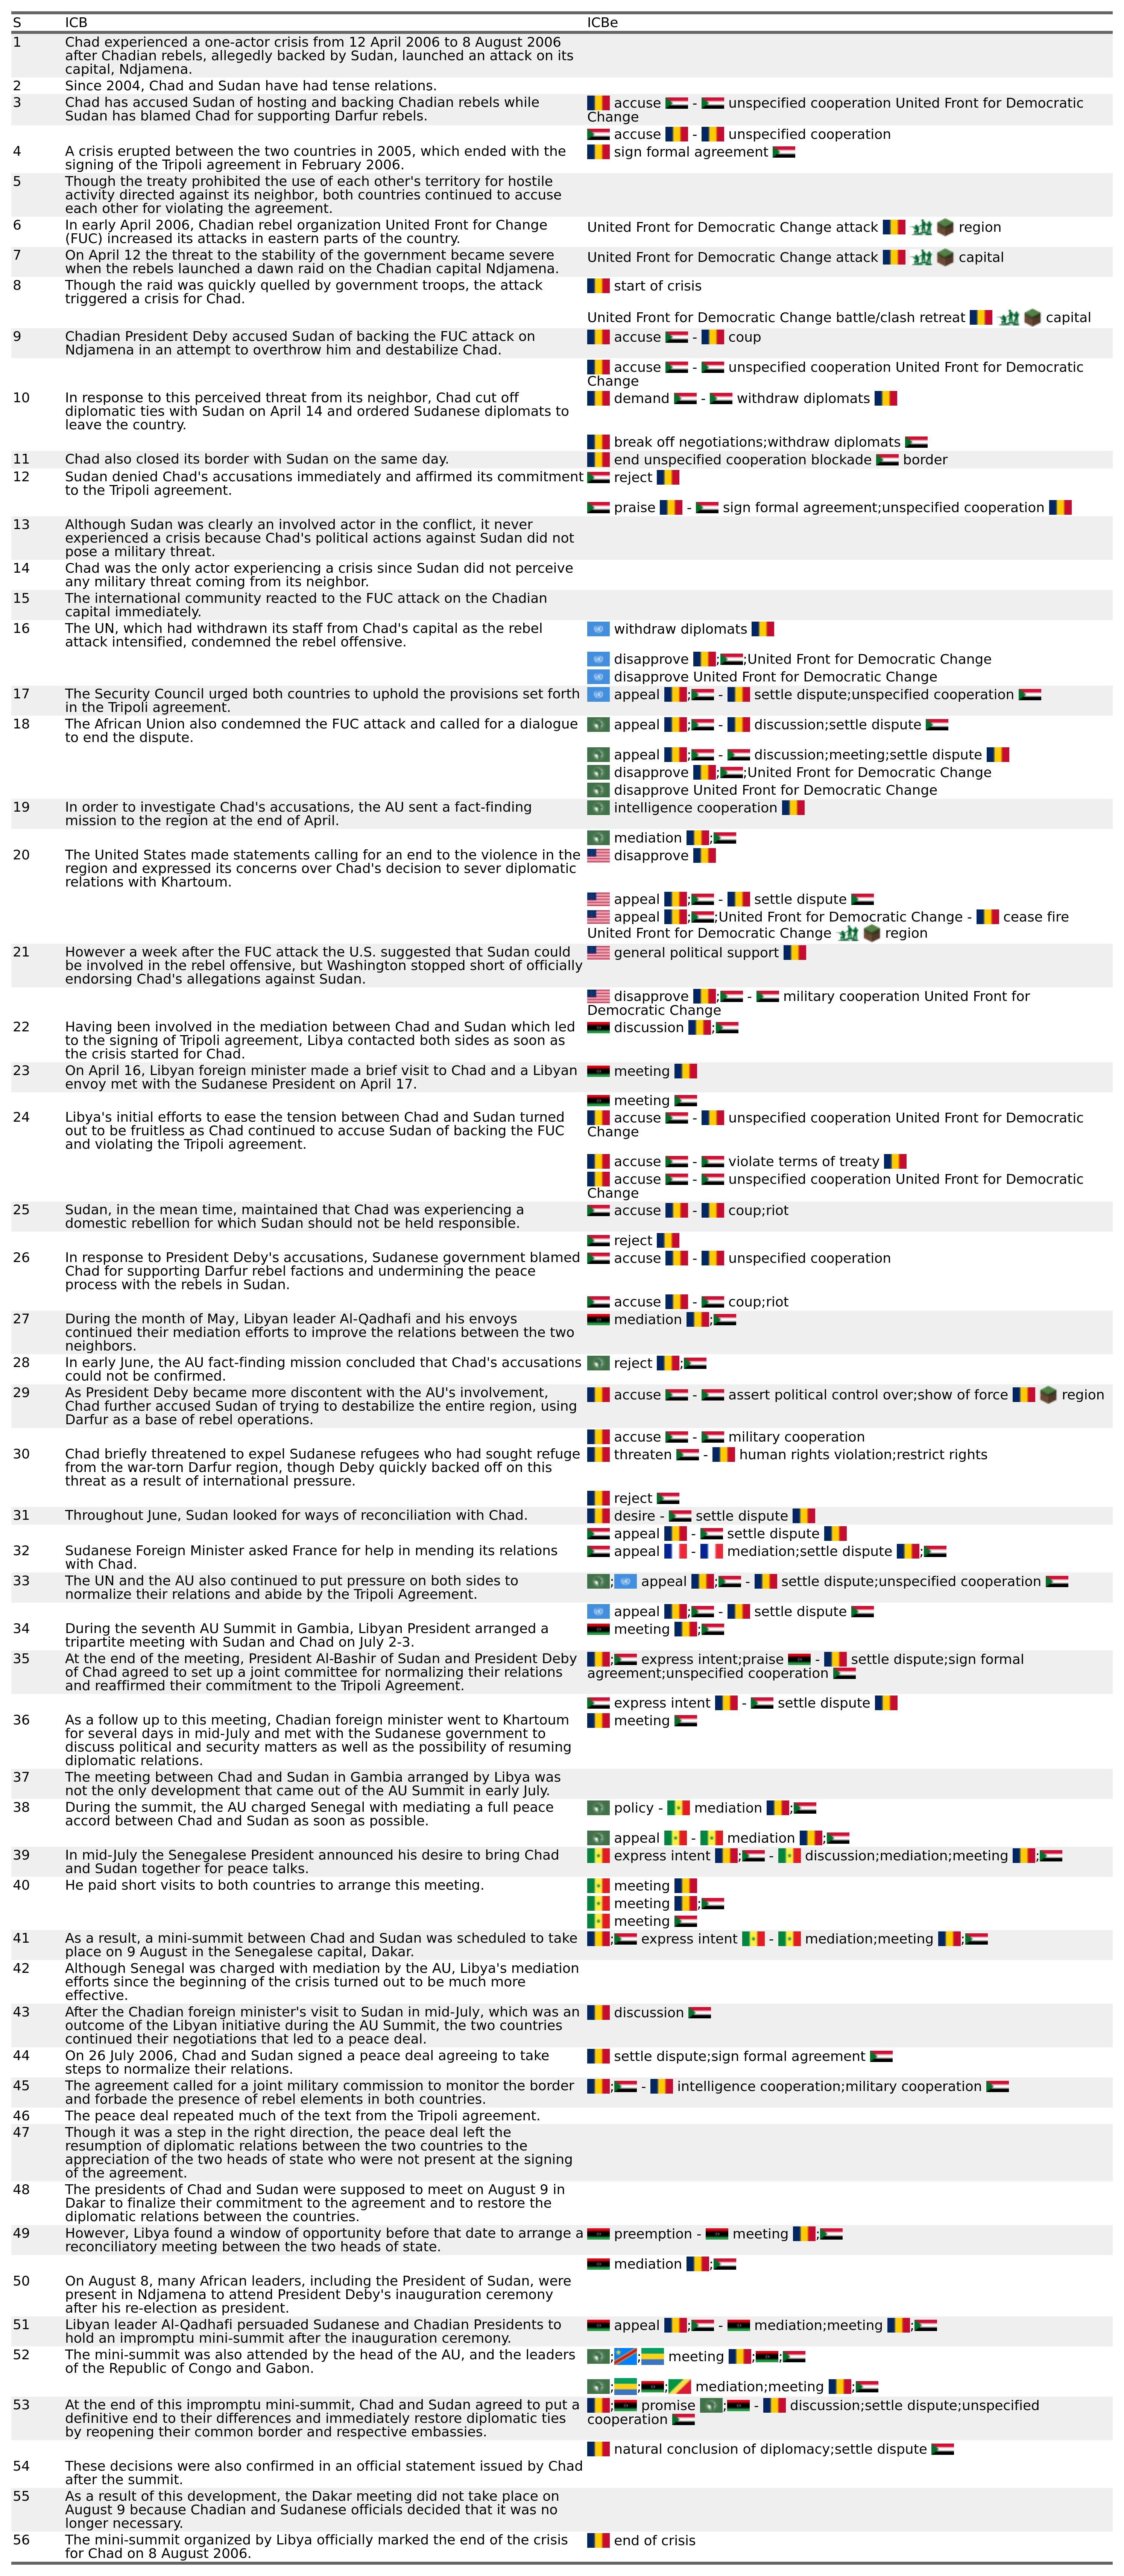 S ICB ICBe
1 Chad experienced a one-actor crisis from 12 April 2006 to 8 August 2006
after Chadian rebels, allegedly backed by Sudan, launched an attack on its
capital, Ndjamena.
2 Since 2004, Chad and Sudan have had tense relations.
3 Chad has accused Sudan of hosting and backing Chadian rebels while
Sudan has blamed Chad for supporting Darfur rebels.
accuse - unspecified cooperation United Front for Democratic
Change
accuse - unspecified cooperation
4 A crisis erupted between the two countries in 2005, which ended with the
signing of the Tripoli agreement in February 2006.
sign formal agreement
5 Though the treaty prohibited the use of each other's territory for hostile
activity directed against its neighbor, both countries continued to accuse
each other for violating the agreement.
6 In early April 2006, Chadian rebel organization United Front for Change
(FUC) increased its attacks in eastern parts of the country.
United Front for Democratic Change attack region
7 On April 12 the threat to the stability of the government became severe
when the rebels launched a dawn raid on the Chadian capital Ndjamena.
United Front for Democratic Change attack capital
8 Though the raid was quickly quelled by government troops, the attack
triggered a crisis for Chad.
start of crisis
United Front for Democratic Change battle/clash retreat capital
9 Chadian President Deby accused Sudan of backing the FUC attack on
Ndjamena in an attempt to overthrow him and destabilize Chad.
accuse - coup
accuse - unspecified cooperation United Front for Democratic
Change
10 In response to this perceived threat from its neighbor, Chad cut off
diplomatic ties with Sudan on April 14 and ordered Sudanese diplomats to
leave the country.
demand - withdraw diplomats
break off negotiations;withdraw diplomats
11 Chad also closed its border with Sudan on the same day.
end unspecified cooperation blockade border
12 Sudan denied Chad's accusations immediately and affirmed its commitment
to the Tripoli agreement.
reject
praise - sign formal agreement;unspecified cooperation
13 Although Sudan was clearly an involved actor in the conflict, it never
experienced a crisis because Chad's political actions against Sudan did not
pose a military threat.
14 Chad was the only actor experiencing a crisis since Sudan did not perceive
any military threat coming from its neighbor.
15 The international community reacted to the FUC attack on the Chadian
capital immediately.
16 The UN, which had withdrawn its staff from Chad's capital as the rebel
attack intensified, condemned the rebel offensive.
withdraw diplomats
disapprove ; ;United Front for Democratic Change
disapprove United Front for Democratic Change
17 The Security Council urged both countries to uphold the provisions set forth
in the Tripoli agreement.
appeal ; - settle dispute;unspecified cooperation
18 The African Union also condemned the FUC attack and called for a dialogue
to end the dispute.
appeal ; - discussion;settle dispute
appeal ; - discussion;meeting;settle dispute
disapprove ; ;United Front for Democratic Change
disapprove United Front for Democratic Change
19 In order to investigate Chad's accusations, the AU sent a fact-finding
mission to the region at the end of April.
intelligence cooperation
mediation ;
20 The United States made statements calling for an end to the violence in the
region and expressed its concerns over Chad's decision to sever diplomatic
relations with Khartoum.
disapprove
appeal ; - settle dispute
appeal ; ;United Front for Democratic Change - cease fire
United Front for Democratic Change region
21 However a week after the FUC attack the U.S. suggested that Sudan could
be involved in the rebel offensive, but Washington stopped short of officially
endorsing Chad's allegations against Sudan.
general political support
disapprove ; - military cooperation United Front for
Democratic Change
22 Having been involved in the mediation between Chad and Sudan which led
to the signing of Tripoli agreement, Libya contacted both sides as soon as
the crisis started for Chad.
discussion ;
23 On April 16, Libyan foreign minister made a brief visit to Chad and a Libyan
envoy met with the Sudanese President on April 17.
meeting
meeting
24 Libya's initial efforts to ease the tension between Chad and Sudan turned
out to be fruitless as Chad continued to accuse Sudan of backing the FUC
and violating the Tripoli agreement.
accuse - unspecified cooperation United Front for Democratic
Change
accuse - violate terms of treaty
accuse - unspecified cooperation United Front for Democratic
Change
25 Sudan, in the mean time, maintained that Chad was experiencing a
domestic rebellion for which Sudan should not be held responsible.
accuse - coup;riot
reject
26 In response to President Deby's accusations, Sudanese government blamed
Chad for supporting Darfur rebel factions and undermining the peace
process with the rebels in Sudan.
accuse - unspecified cooperation
accuse - coup;riot
27 During the month of May, Libyan leader Al-Qadhafi and his envoys
continued their mediation efforts to improve the relations between the two
neighbors.
mediation ;
28 In early June, the AU fact-finding mission concluded that Chad's accusations
could not be confirmed.
reject ;
29 As President Deby became more discontent with the AU's involvement,
Chad further accused Sudan of trying to destabilize the entire region, using
Darfur as a base of rebel operations.
accuse - assert political control over;show of force region
accuse - military cooperation
30 Chad briefly threatened to expel Sudanese refugees who had sought refuge
from the war-torn Darfur region, though Deby quickly backed off on this
threat as a result of international pressure.
threaten - human rights violation;restrict rights
reject
31 Throughout June, Sudan looked for ways of reconciliation with Chad.
desire - settle dispute
appeal - settle dispute
32 Sudanese Foreign Minister asked France for help in mending its relations
with Chad.
appeal - mediation;settle dispute ;
33 The UN and the AU also continued to put pressure on both sides to
normalize their relations and abide by the Tripoli Agreement.
; appeal ; - settle dispute;unspecified cooperation
appeal ; - settle dispute
34 During the seventh AU Summit in Gambia, Libyan President arranged a
tripartite meeting with Sudan and Chad on July 2-3.
meeting ;
35 At the end of the meeting, President Al-Bashir of Sudan and President Deby
of Chad agreed to set up a joint committee for normalizing their relations
and reaffirmed their commitment to the Tripoli Agreement.
; express intent;praise - settle dispute;sign formal
agreement;unspecified cooperation
express intent - settle dispute
36 As a follow up to this meeting, Chadian foreign minister went to Khartoum
for several days in mid-July and met with the Sudanese government to
discuss political and security matters as well as the possibility of resuming
diplomatic relations.
meeting
37 The meeting between Chad and Sudan in Gambia arranged by Libya was
not the only development that came out of the AU Summit in early July.
38 During the summit, the AU charged Senegal with mediating a full peace
accord between Chad and Sudan as soon as possible.
policy - mediation ;
appeal - mediation ;
39 In mid-July the Senegalese President announced his desire to bring Chad
and Sudan together for peace talks.
express intent ; - discussion;mediation;meeting ;
40 He paid short visits to both countries to arrange this meeting.
meeting
meeting ;
meeting
41 As a result, a mini-summit between Chad and Sudan was scheduled to take
place on 9 August in the Senegalese capital, Dakar.
; express intent - mediation;meeting ;
42 Although Senegal was charged with mediation by the AU, Libya's mediation
efforts since the beginning of the crisis turned out to be much more
effective.
43 After the Chadian foreign minister's visit to Sudan in mid-July, which was an
outcome of the Libyan initiative during the AU Summit, the two countries
continued their negotiations that led to a peace deal.
discussion
44 On 26 July 2006, Chad and Sudan signed a peace deal agreeing to take
steps to normalize their relations.
settle dispute;sign formal agreement
45 The agreement called for a joint military commission to monitor the border
and forbade the presence of rebel elements in both countries.
; - intelligence cooperation;military cooperation
46 The peace deal repeated much of the text from the Tripoli agreement.
47 Though it was a step in the right direction, the peace deal left the
resumption of diplomatic relations between the two countries to the
appreciation of the two heads of state who were not present at the signing
of the agreement.
48 The presidents of Chad and Sudan were supposed to meet on August 9 in
Dakar to finalize their commitment to the agreement and to restore the
diplomatic relations between the countries.
49 However, Libya found a window of opportunity before that date to arrange a
reconciliatory meeting between the two heads of state.
preemption - meeting ;
mediation ;
50 On August 8, many African leaders, including the President of Sudan, were
present in Ndjamena to attend President Deby's inauguration ceremony
after his re-election as president.
51 Libyan leader Al-Qadhafi persuaded Sudanese and Chadian Presidents to
hold an impromptu mini-summit after the inauguration ceremony.
appeal ; - mediation;meeting ;
52 The mini-summit was also attended by the head of the AU, and the leaders
of the Republic of Congo and Gabon.
; ; meeting ; ;
; ; ; mediation;meeting ;
53 At the end of this impromptu mini-summit, Chad and Sudan agreed to put a
definitive end to their differences and immediately restore diplomatic ties
by reopening their common border and respective embassies.
; promise ; - discussion;settle dispute;unspecified
cooperation
natural conclusion of diplomacy;settle dispute
54 These decisions were also confirmed in an official statement issued by Chad
after the summit.
55 As a result of this development, the Dakar meeting did not take place on
August 9 because Chadian and Sudanese officials decided that it was no
longer necessary.
56 The mini-summit organized by Libya officially marked the end of the crisis
for Chad on 8 August 2006.
end of crisis